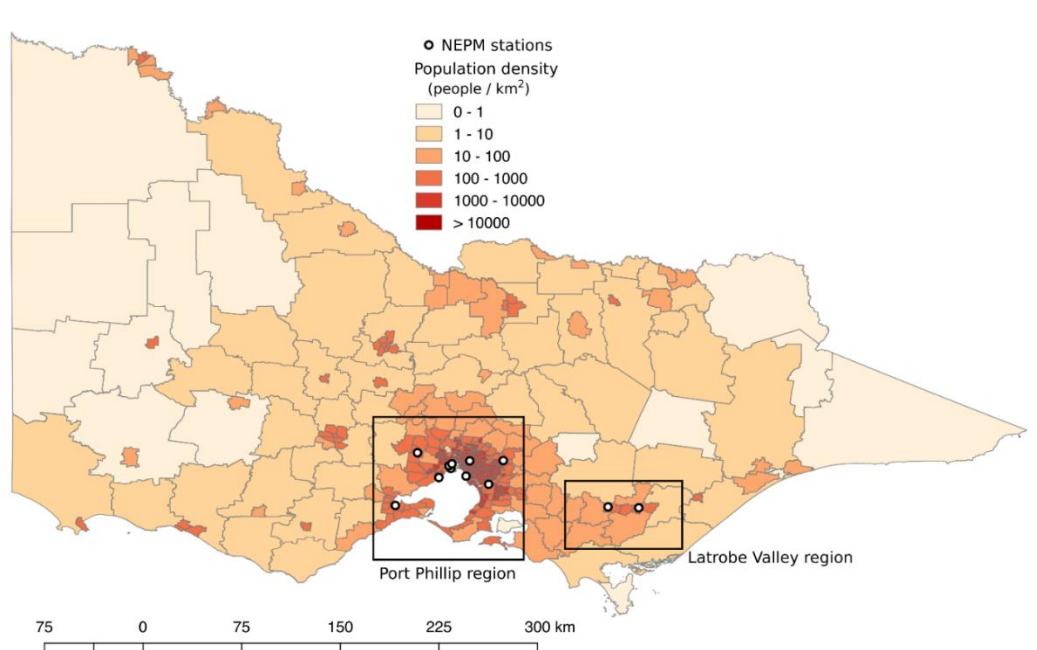 NEPM stations
Population density
(people / km²)
0 - 1
1 - 10
10 - 100
100 - 1000
1000 - 10000
> 10000
Latrobe Valley region
Port Phillip region
75 0 75 150 225 300 km